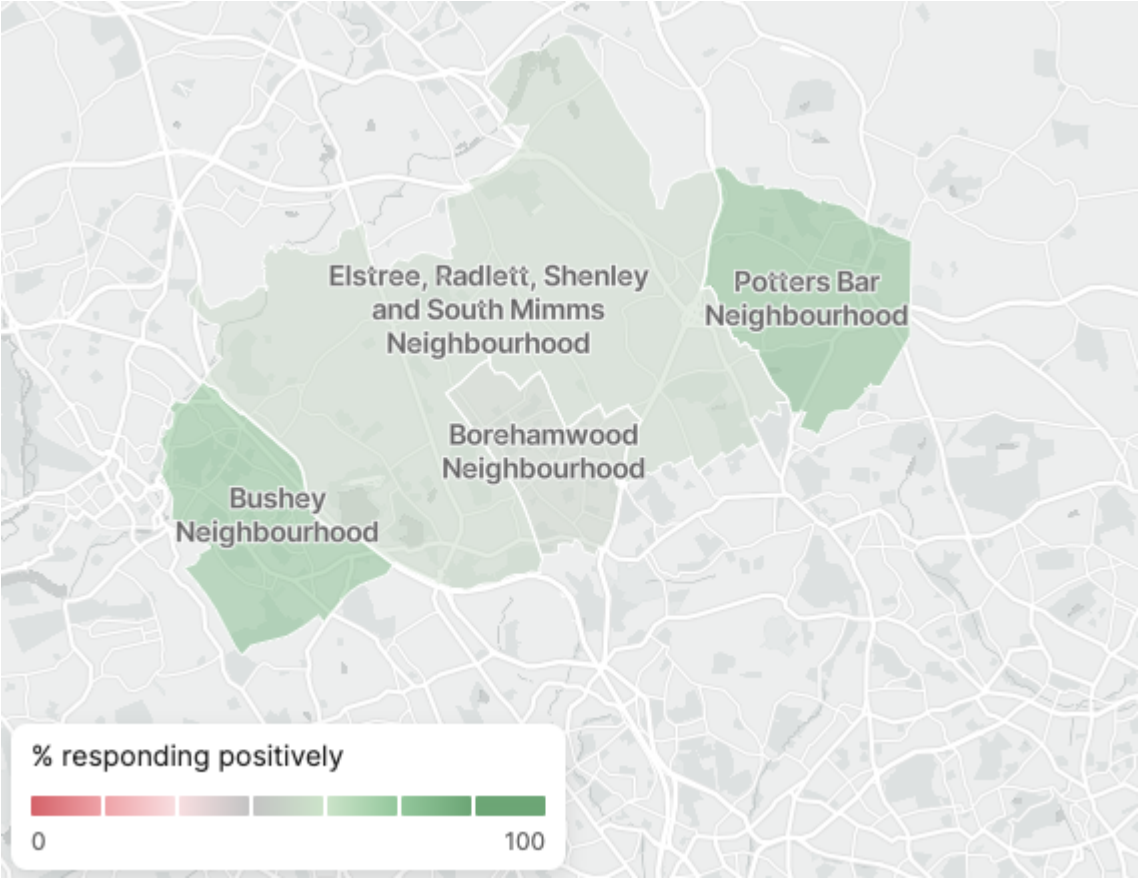 Elstree, Radlett, Shenley
and South Mimms
Neighbourhood
Potters Bar
Neighbourhood
Borehamwood
Neighbourhood
Bushey
Neighbourhood
% responding positively
0
100